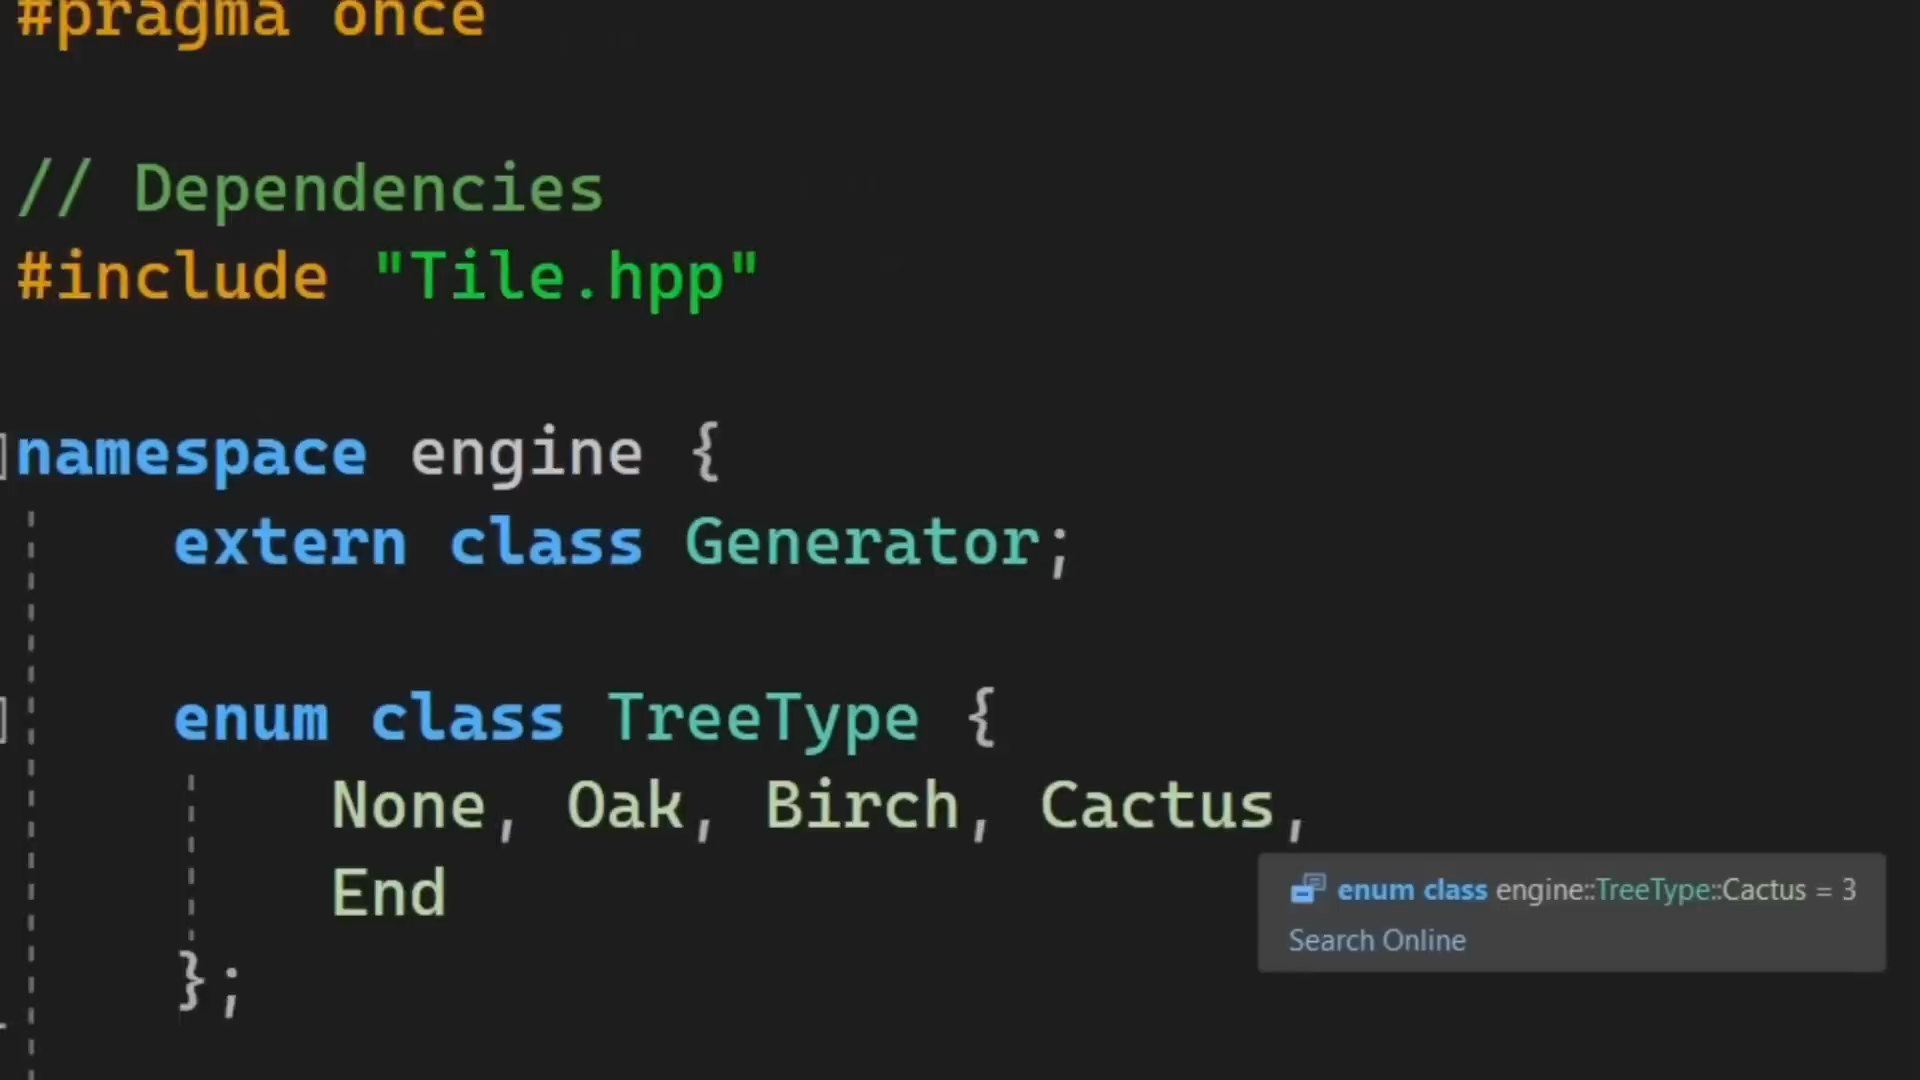 #pragma once
// Dependencies
#include "Tile.hpp"
namespace engine {
extern class Generator;
enum class TreeType {
None, Oak, Birch, Cactus,
End
enum class engine::TreeType::Cactus = 3
Search Online
};